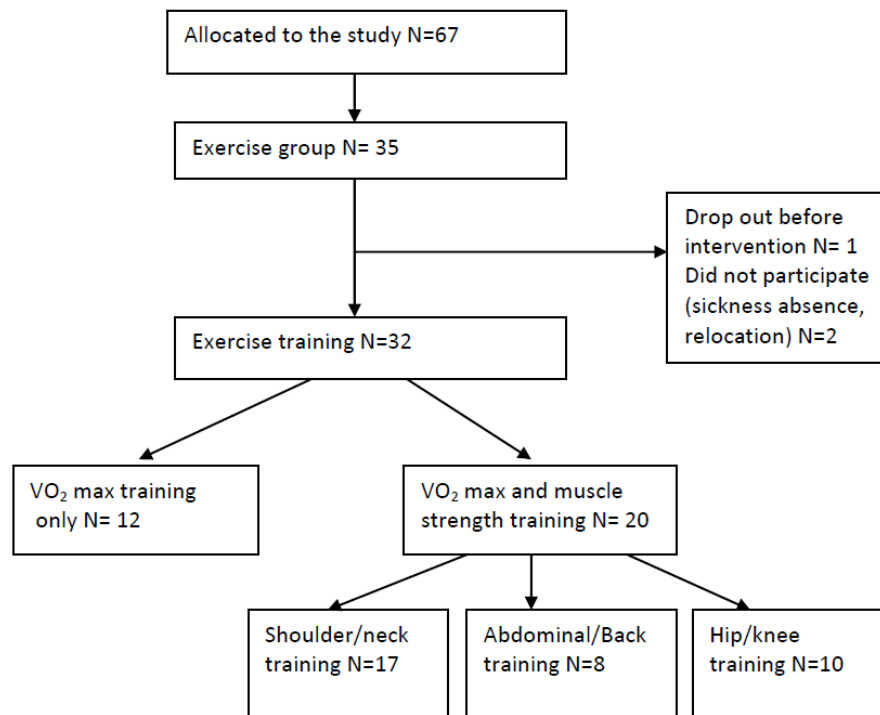 Allocated to the study N=67
Exercise group N= 35
Drop out before
intervention N= 1
Did not participate
(sickness absence,
relocation) N=2
Exercise training N=32
VO₂ max training
only N= 12
VO₂ max and muscle
strength training N= 20
Shoulder/neck
training N=17
Abdominal/Back
training N=8
Hip/knee
training N=10